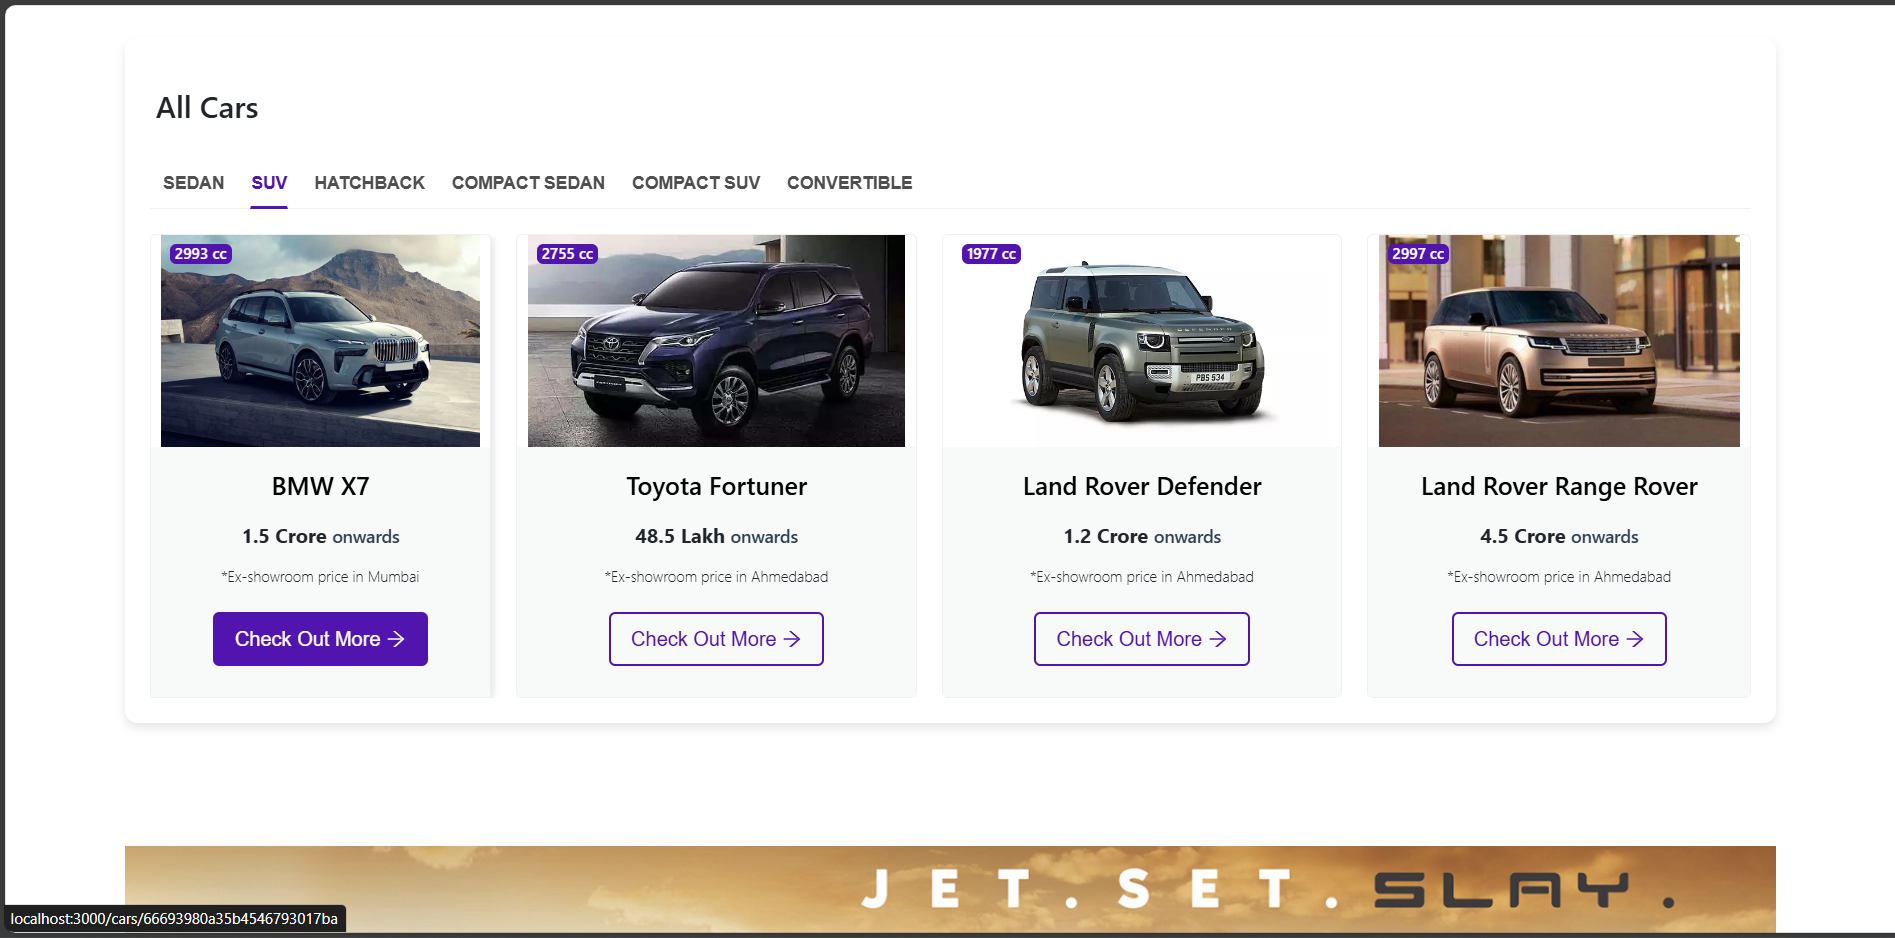 All Cars
SEDAN SUV HATCHBACK COMPACT SEDAN COMPACT SUV CONVERTIBLE
2993 cc
BMW X7
1.5 Crore onwards
*Ex-showroom price in Mumbai
Check Out More →
2755 cc
Toyota Fortuner
48.5 Lakh onwards
*Ex-showroom price in Ahmedabad
Check Out More →
1977 cc
DEFENDER
PBS 534
Land Rover Defender
1.2 Crore onwards
*Ex-showroom price in Ahmedabad
Check Out More →
2997 cc
Land Rover Range Rover
4.5 Crore onwards
*Ex-showroom price in Ahmedabad
Check Out More →
JET.SET.SLAY.
localhost:3000/cars/66693980a35b4546793017ba